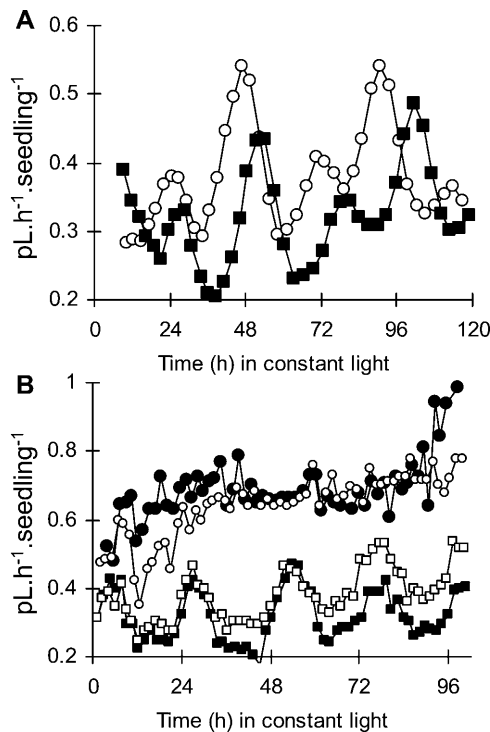 A
0.6
0.5
0.4
0.3
0.2
pL.h⁻¹.seedling⁻¹
0 24 48 72 96 120
Time (h) in constant light
B
1
0.8
0.6
0.4
0.2
pL.h⁻¹.seedling⁻¹
0 24 48 72 96
Time (h) in constant light